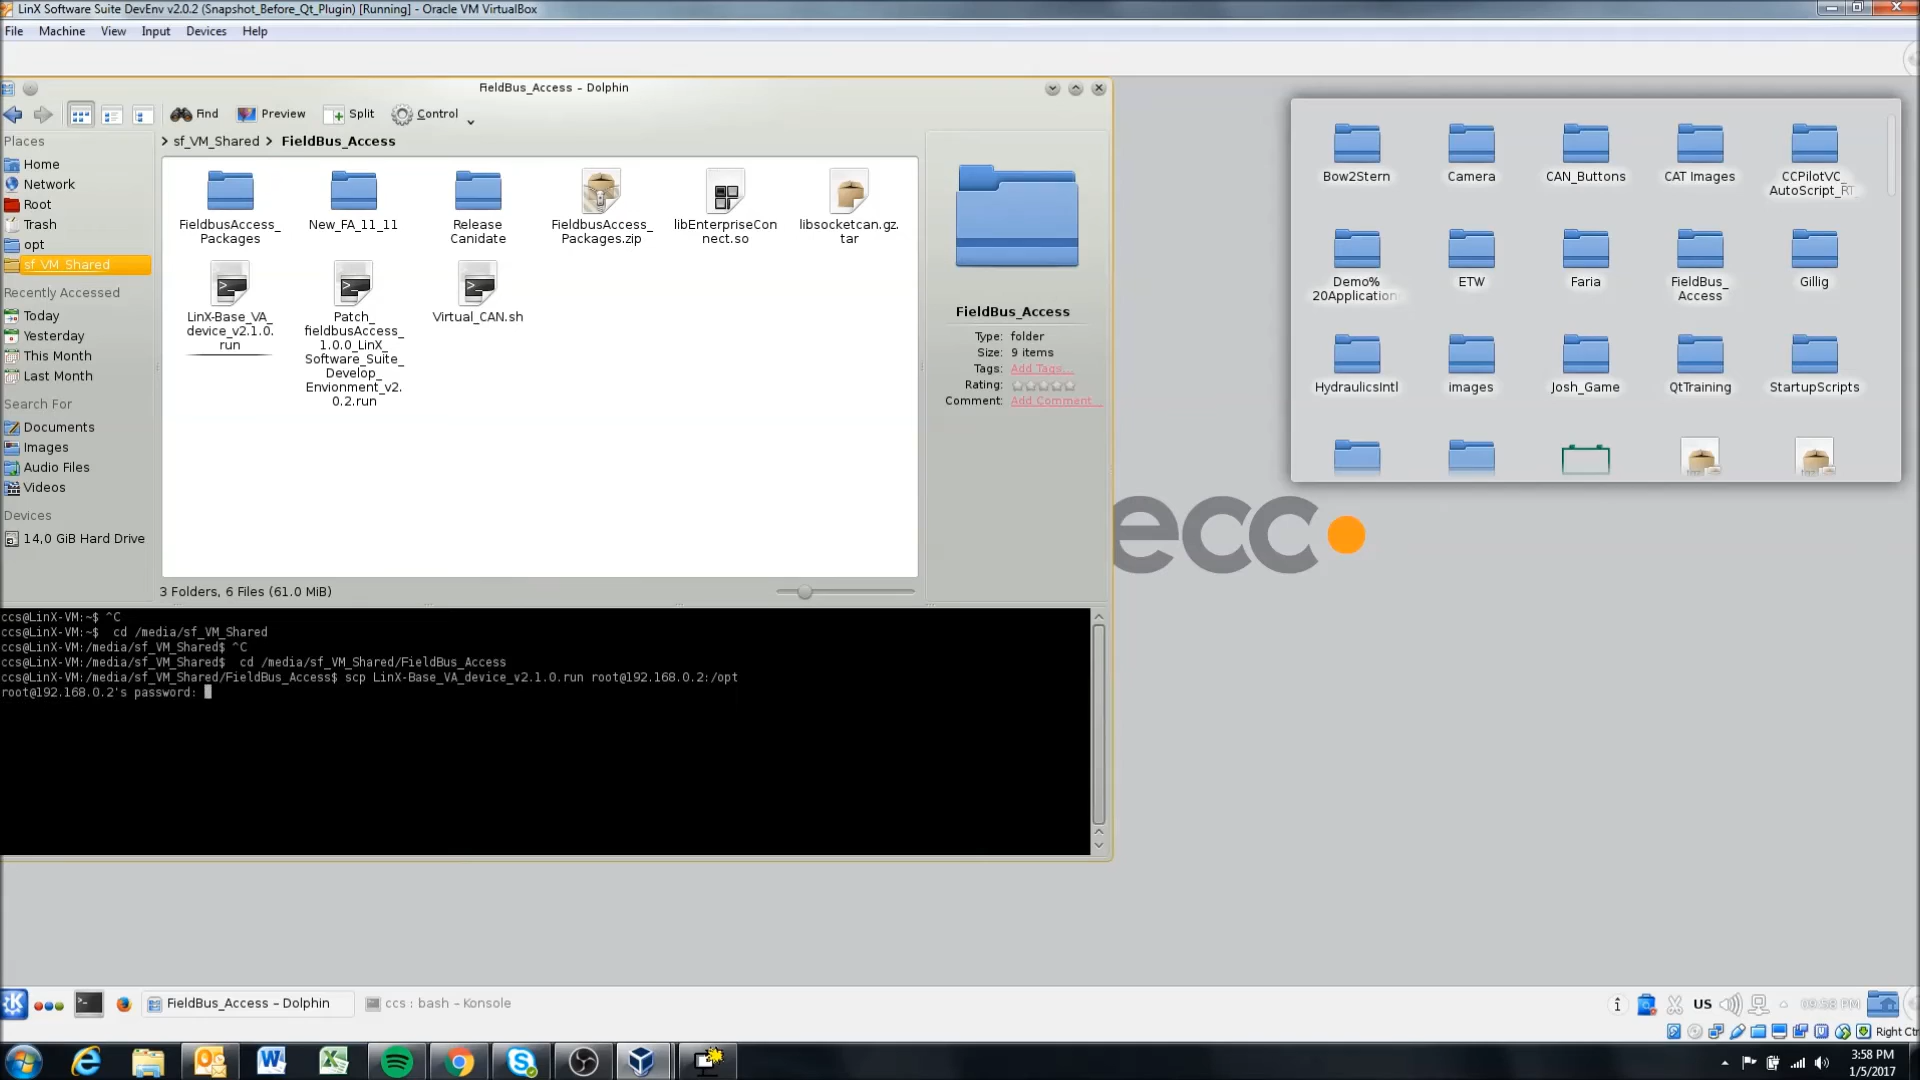 LinX Software Suite DevEnv v2.0.2 (Snapshot_Before_Qt_Plugin) [Running] - Oracle VM VirtualBox
File Machine View Input Devices Help
FieldBus_Access – Dolphin
Find Preview Split Control
Places
sf_VM_Shared > FieldBus_Access
Home
Network
Root
Trash
opt
sf_VM_Shared
Recently Accessed
Today
Yesterday
This Month
Last Month
Search For
Documents
Images
Audio Files
Videos
Devices
14,0 GiB Hard Drive
FieldbusAccess_
Packages
New_FA_11_11
Release
Canidate
FieldbusAccess_
Packages.zip
libEnterpriseCon
nect.so
libsocketcan.gz.
tar
LinX-Base_VA_
device_v2.1.0.
run
Patch_
fieldbusAccess_
1.0.0_LinX_
Software_Suite_
Develop_
Envionment_v2.
0.2.run
Virtual_CAN.sh
FieldBus_Access
Type: folder
Size: 9 items
Tags: Add Tags...
Rating:
Comment: Add Comment...
3 Folders, 6 Files (61.0 MiB)
ccs@LinX-VM:~$ ^C
ccs@LinX-VM:~$  cd /media/sf_VM_Shared
ccs@LinX-VM:/media/sf_VM_Shared$ ^C
ccs@LinX-VM:/media/sf_VM_Shared$  cd /media/sf_VM_Shared/FieldBus_Access
ccs@LinX-VM:/media/sf_VM_Shared/FieldBus_Access$ scp LinX-Base_VA_device_v2.1.0.run root@192.168.0.2:/opt
root@192.168.0.2's password:
Bow2Stern
Camera
CAN_Buttons
CAT Images
CCPilotVC_
AutoScript_RT
Demo%
20Application
ETW
Faria
FieldBus_
Access
Gillig
HydraulicsIntl
images
Josh_Game
QtTraining
StartupScripts
ecc
FieldBus_Access – Dolphin
ccs : bash – Konsole
US
09:58 PM
Right Ctrl
3:58 PM
1/5/2017